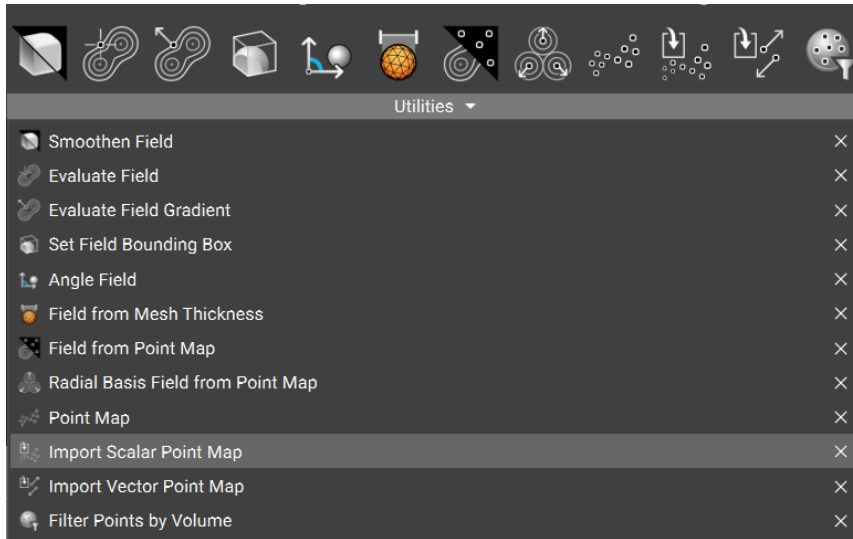 Utilities
Smoothen Field
Evaluate Field
Evaluate Field Gradient
Set Field Bounding Box
Angle Field
Field from Mesh Thickness
Field from Point Map
Radial Basis Field from Point Map
Point Map
Import Scalar Point Map
Import Vector Point Map
Filter Points by Volume